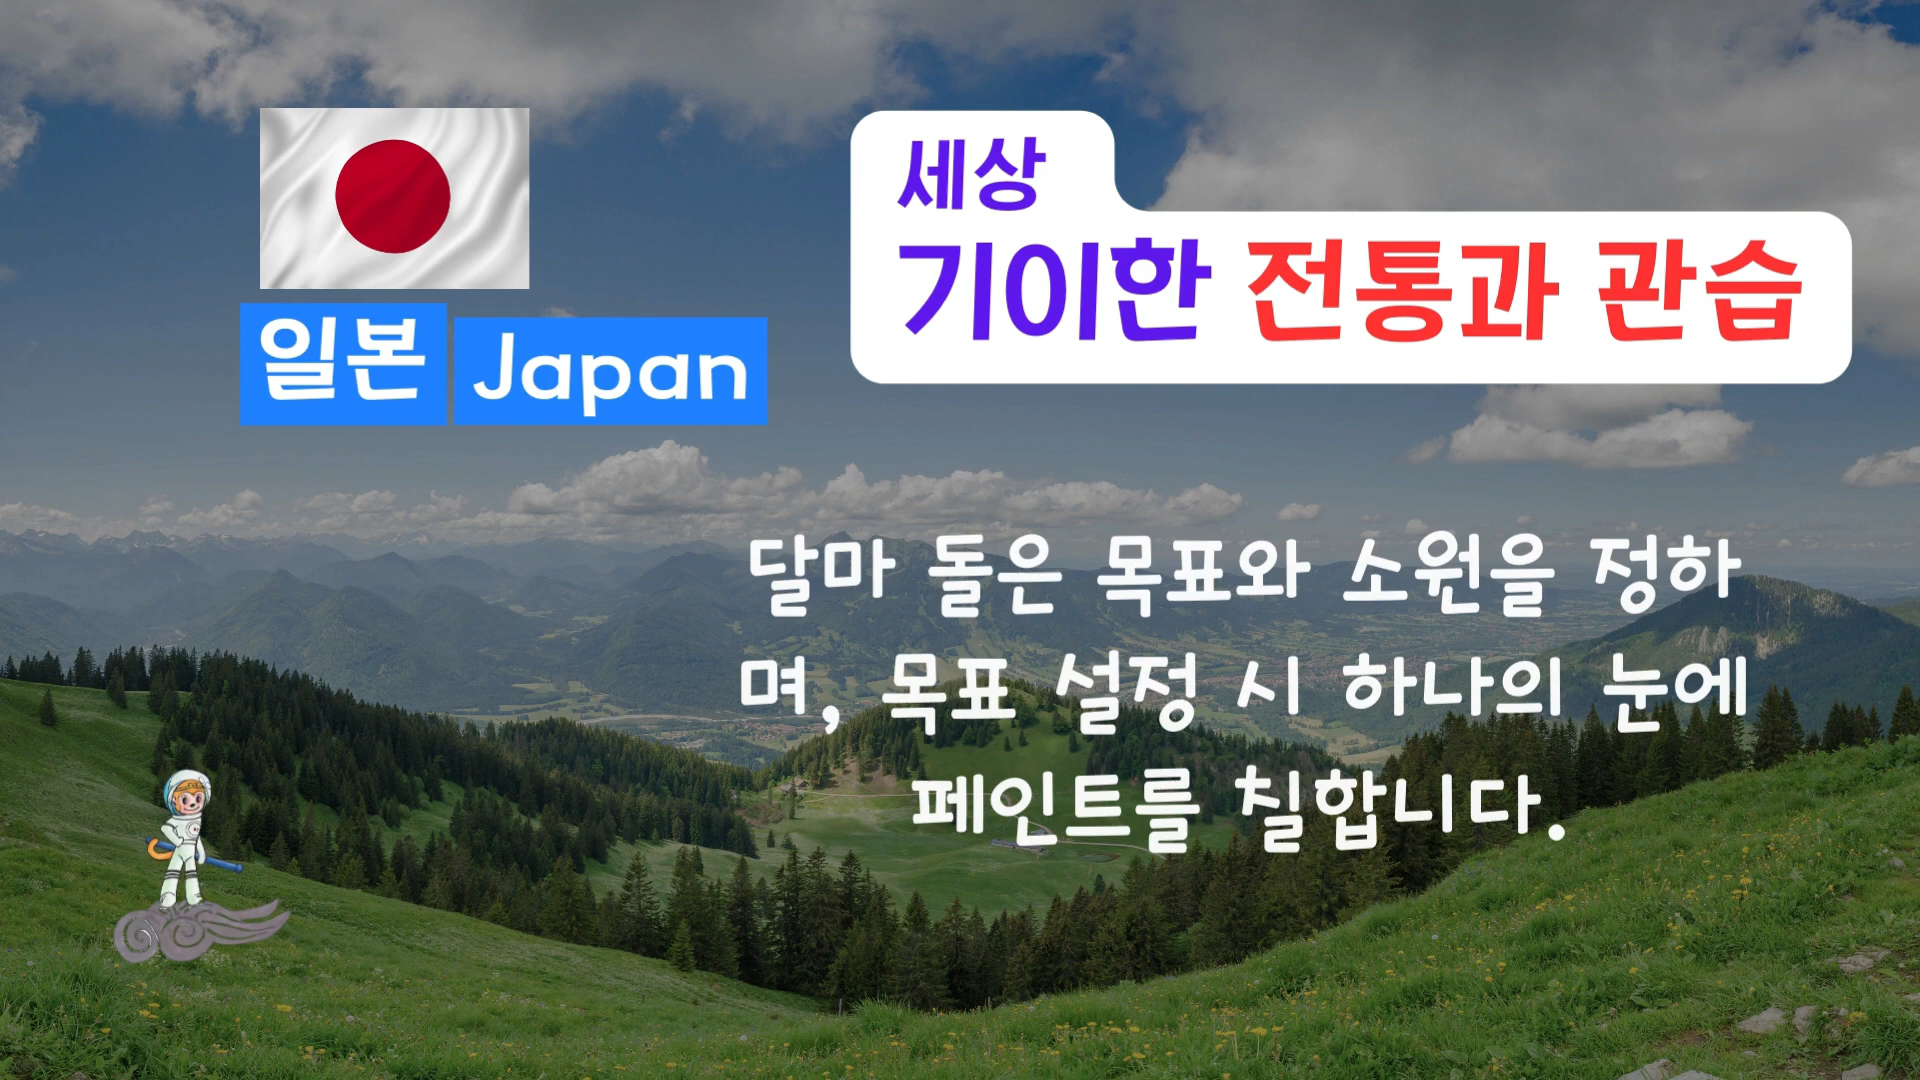 일본 Japan
세상
기이한 전통과 관습
달마 돌은 목표와 소원을 정하
며, 목표 설정 시 하나의 눈에
페인트를 칠합니다.